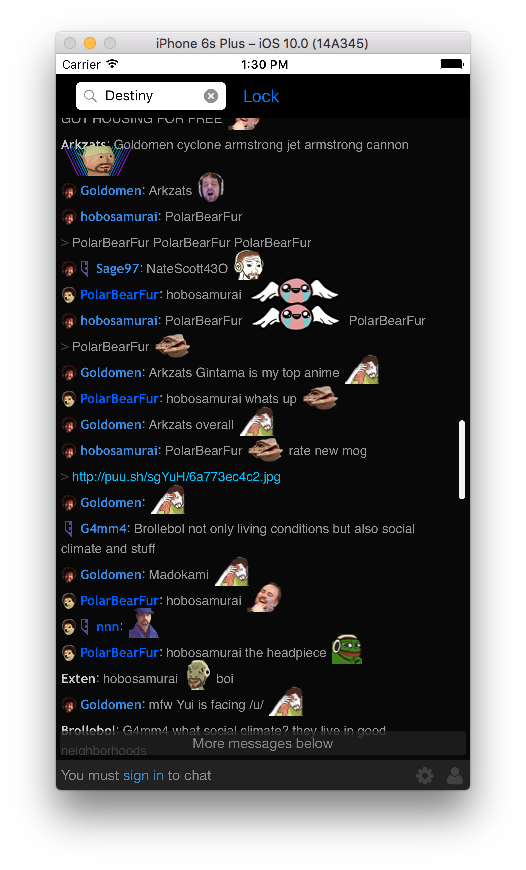 iPhone 6s Plus – iOS 10.0 (14A345)
Carrier 1:30 PM
Destiny Lock
GOT HOUSING FOR FREE
Arkzats: Goldomen cyclone armstrong jet armstrong cannon
Goldomen: Arkzats
hobosamurai: PolarBearFur
> PolarBearFur PolarBearFur PolarBearFur
Sage97: NateScott43O
PolarBearFur: hobosamurai
hobosamurai: PolarBearFur PolarBearFur
> PolarBearFur
Goldomen: Arkzats Gintama is my top anime
PolarBearFur: hobosamurai whats up
Goldomen: Arkzats overall
hobosamurai: PolarBearFur rate new mog
> http://puu.sh/sgYuH/6a773ec4c2.jpg
Goldomen:
G4mm4: Brollebol not only living conditions but also social
climate and stuff
Goldomen: Madokami
PolarBearFur: hobosamurai
nnn:
PolarBearFur: hobosamurai the headpiece
Exten: hobosamurai boi
Goldomen: mfw Yui is facing /u/
Brollebol: G4mm4 what social climate? they live in good
neighborhoods
More messages below
You must sign in to chat